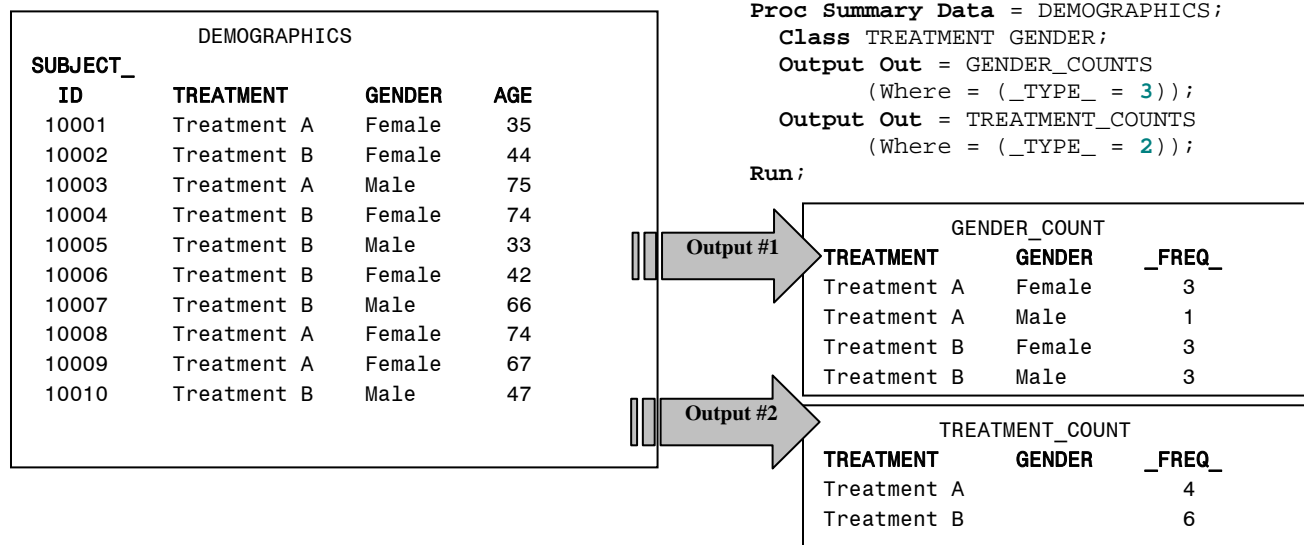 DEMOGRAPHICS
SUBJECT_
ID TREATMENT GENDER AGE
10001 Treatment A Female 35
10002 Treatment B Female 44
10003 Treatment A Male 75
10004 Treatment B Female 74
10005 Treatment B Male 33
10006 Treatment B Female 42
10007 Treatment B Male 66
10008 Treatment A Female 74
10009 Treatment A Female 67
10010 Treatment B Male 47
Proc Summary Data = DEMOGRAPHICS;
Class TREATMENT GENDER;
Output Out = GENDER_COUNTS
(Where = (_TYPE_ = 3));
Output Out = TREATMENT_COUNTS
(Where = (_TYPE_ = 2));
Run;
Output #1
GENDER_COUNT
TREATMENT GENDER _FREQ_
Treatment A Female 3
Treatment A Male 1
Treatment B Female 3
Treatment B Male 3
Output #2
TREATMENT_COUNT
TREATMENT GENDER _FREQ_
Treatment A 4
Treatment B 6